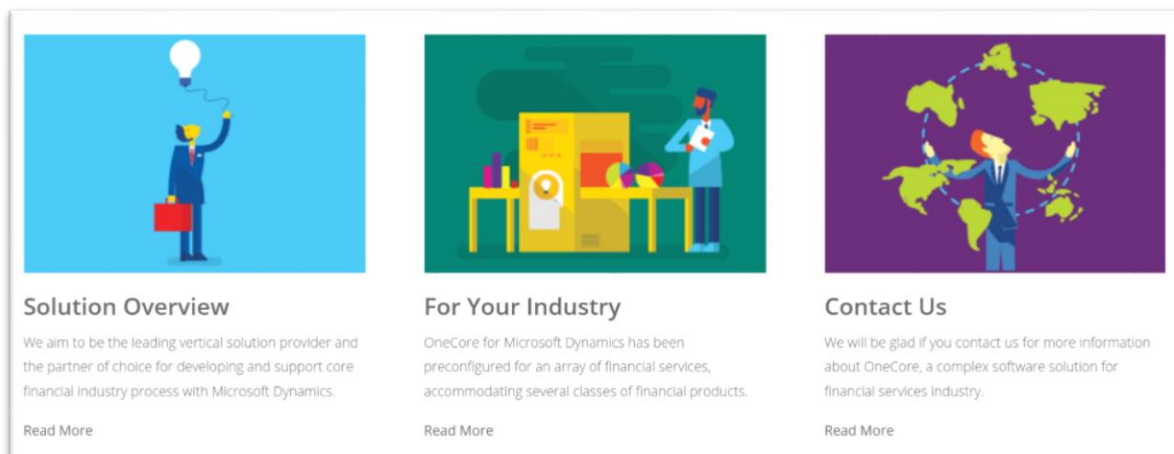 Solution Overview
We aim to be the leading vertical solution provider and
the partner of choice for developing and support core
financial industry process with Microsoft Dynamics.
Read More
For Your Industry
OneCore for Microsoft Dynamics has been
preconfigured for an array of financial services,
accommodating several classes of financial products.
Read More
Contact Us
We will be glad if you contact us for more information
about OneCore, a complex software solution for
financial services industry.
Read More